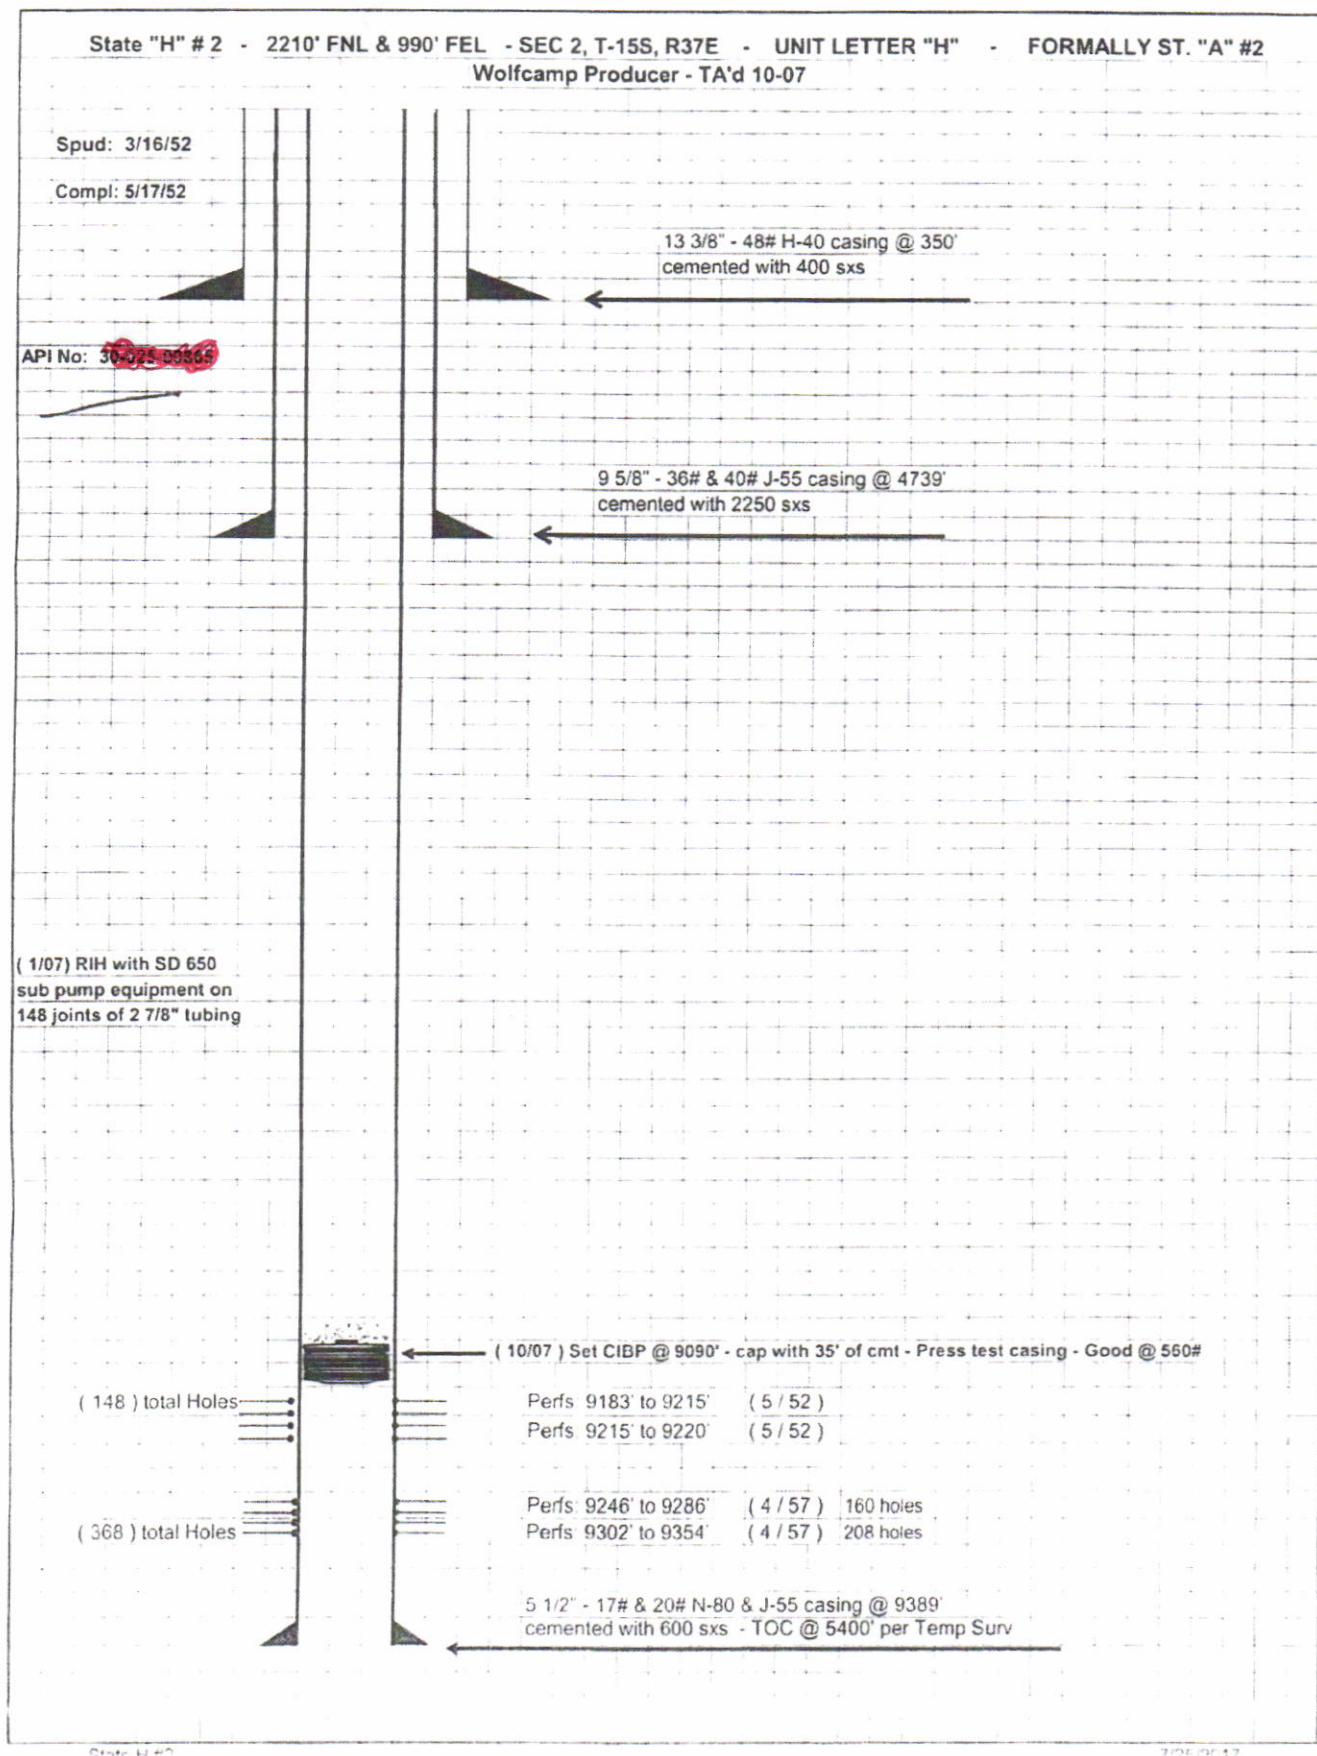 State "H" # 2 - 2210' FNL & 990' FEL - SEC 2, T-15S, R37E - UNIT LETTER "H" - FORMALLY ST. "A" #2
Wolfcamp Producer - TA'd 10-07
Spud: 3/16/52
Compl: 5/17/52
13 3/8" - 48# H-40 casing @ 350'
cemented with 400 sxs
API No:
9 5/8" - 36# & 40# J-55 casing @ 4739'
cemented with 2250 sxs
( 1/07) RIH with SD 650
sub pump equipment on
148 joints of 2 7/8" tubing
( 10/07 ) Set CIBP @ 9090' - cap with 35' of cmt - Press test casing - Good @ 560#
( 148 ) total Holes
Perfs: 9183' to 9215' ( 5 / 52 )
Perfs: 9215' to 9220' ( 5 / 52 )
Perfs: 9246' to 9286' ( 4 / 57 ) 160 holes
( 368 ) total Holes
Perfs: 9302' to 9354' ( 4 / 57 ) 208 holes
5 1/2" - 17# & 20# N-80 & J-55 casing @ 9389'
cemented with 600 sxs - TOC @ 5400' per Temp Surv
State H #2